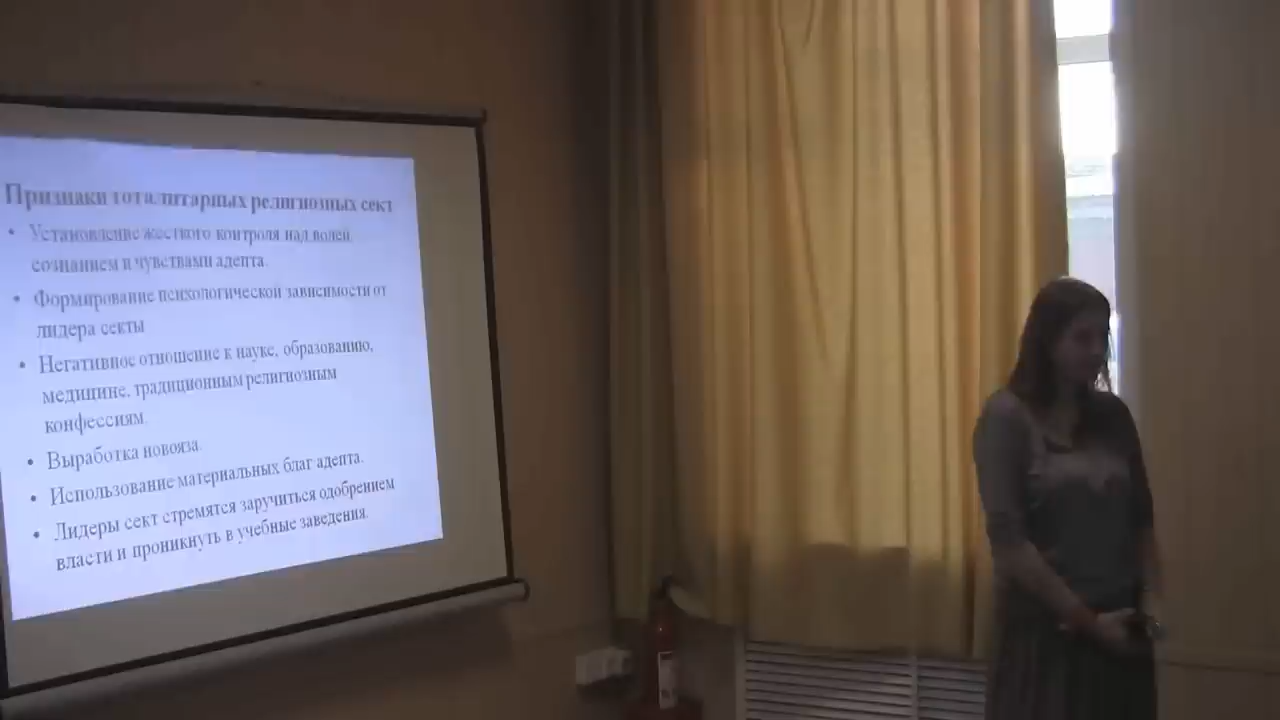 Признаки тоталитарных религиозных сект
• Установление жесткого контроля над волей,
сознанием и чувствами адепта.
• Формирование психологической зависимости от
лидера секты
• Негативное отношение к науке, образованию,
медицине, традиционным религиозным
конфессиям.
• Выработка новояза.
• Использование материальных благ адепта.
• Лидеры сект стремятся заручиться одобрением
власти и проникнуть в учебные заведения.